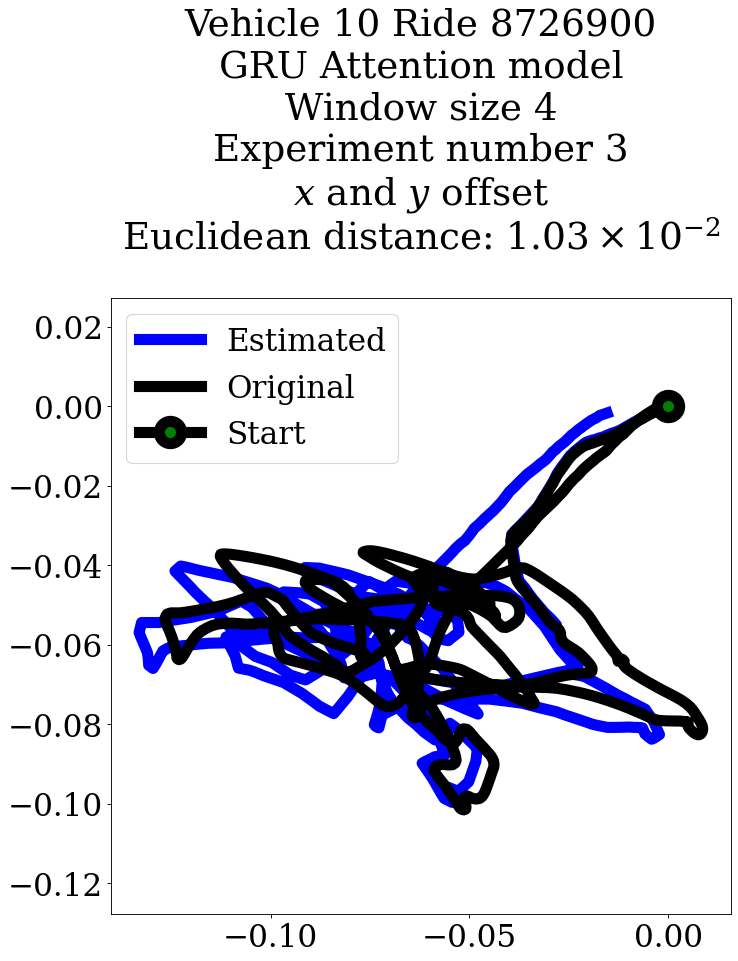 Vehicle 10 Ride 8726900
GRU Attention model
Window size 4
Experiment number 3
x and y offset
Euclidean distance: 1.03 × 10⁻²
Estimated
Original
Start
0.02
0.00
−0.02
−0.04
−0.06
−0.08
−0.10
−0.12
−0.10 −0.05 0.00